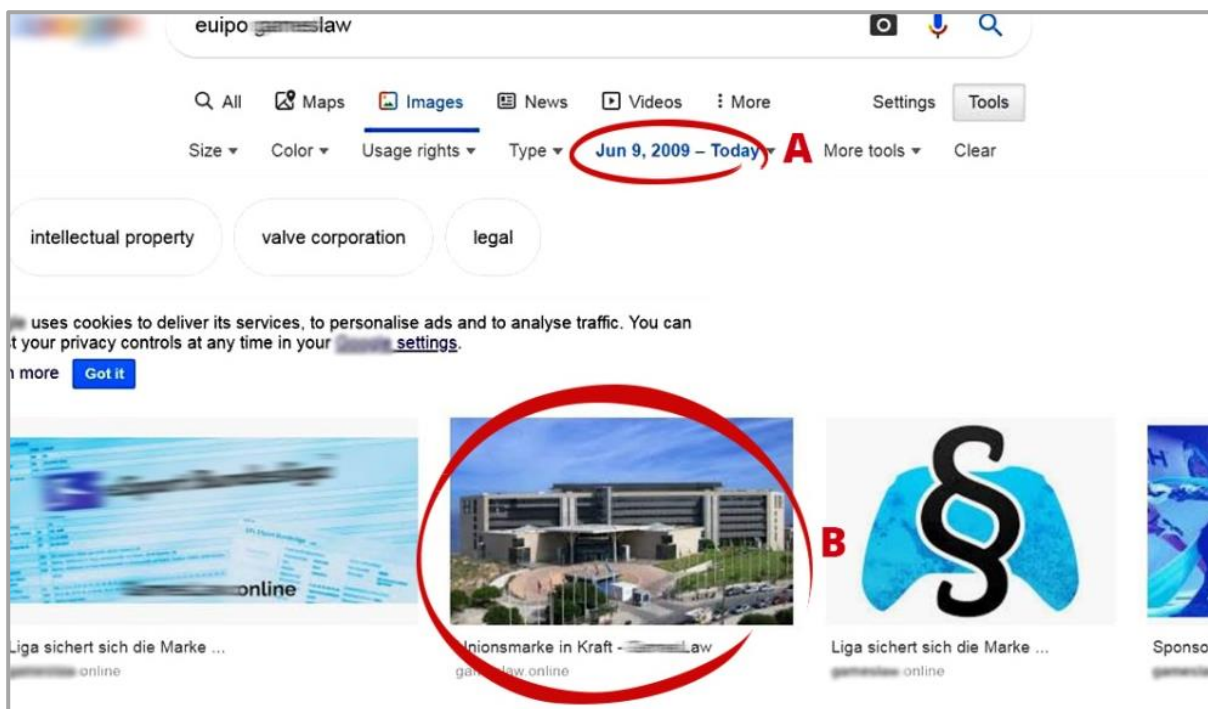 euipo law
All Maps Images News Videos More Settings Tools
Size Color Usage rights Type Jun 9, 2009 – Today A More tools Clear
intellectual property valve corporation legal
uses cookies to deliver its services, to personalise ads and to analyse traffic. You can
t your privacy controls at any time in your settings.
more Got it
B
online
Liga sichert sich die Marke ... Unionsmarke in Kraft - Law Liga sichert sich die Marke ... Sponso
online law.online online